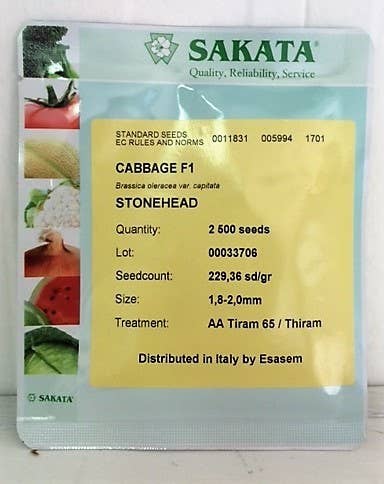 SAKATA®
Quality, Reliability, Service
STANDARD SEEDS
EC RULES AND NORMS 0011831 005994 1701
CABBAGE F1
Brassica oleracea var. capitata
STONEHEAD
Quantity: 2 500 seeds
Lot: 00033706
Seedcount: 229,36 sd/gr
Size: 1,8-2,0mm
Treatment: AA Tiram 65 / Thiram
Distributed in Italy by Esasem
SAKATA®